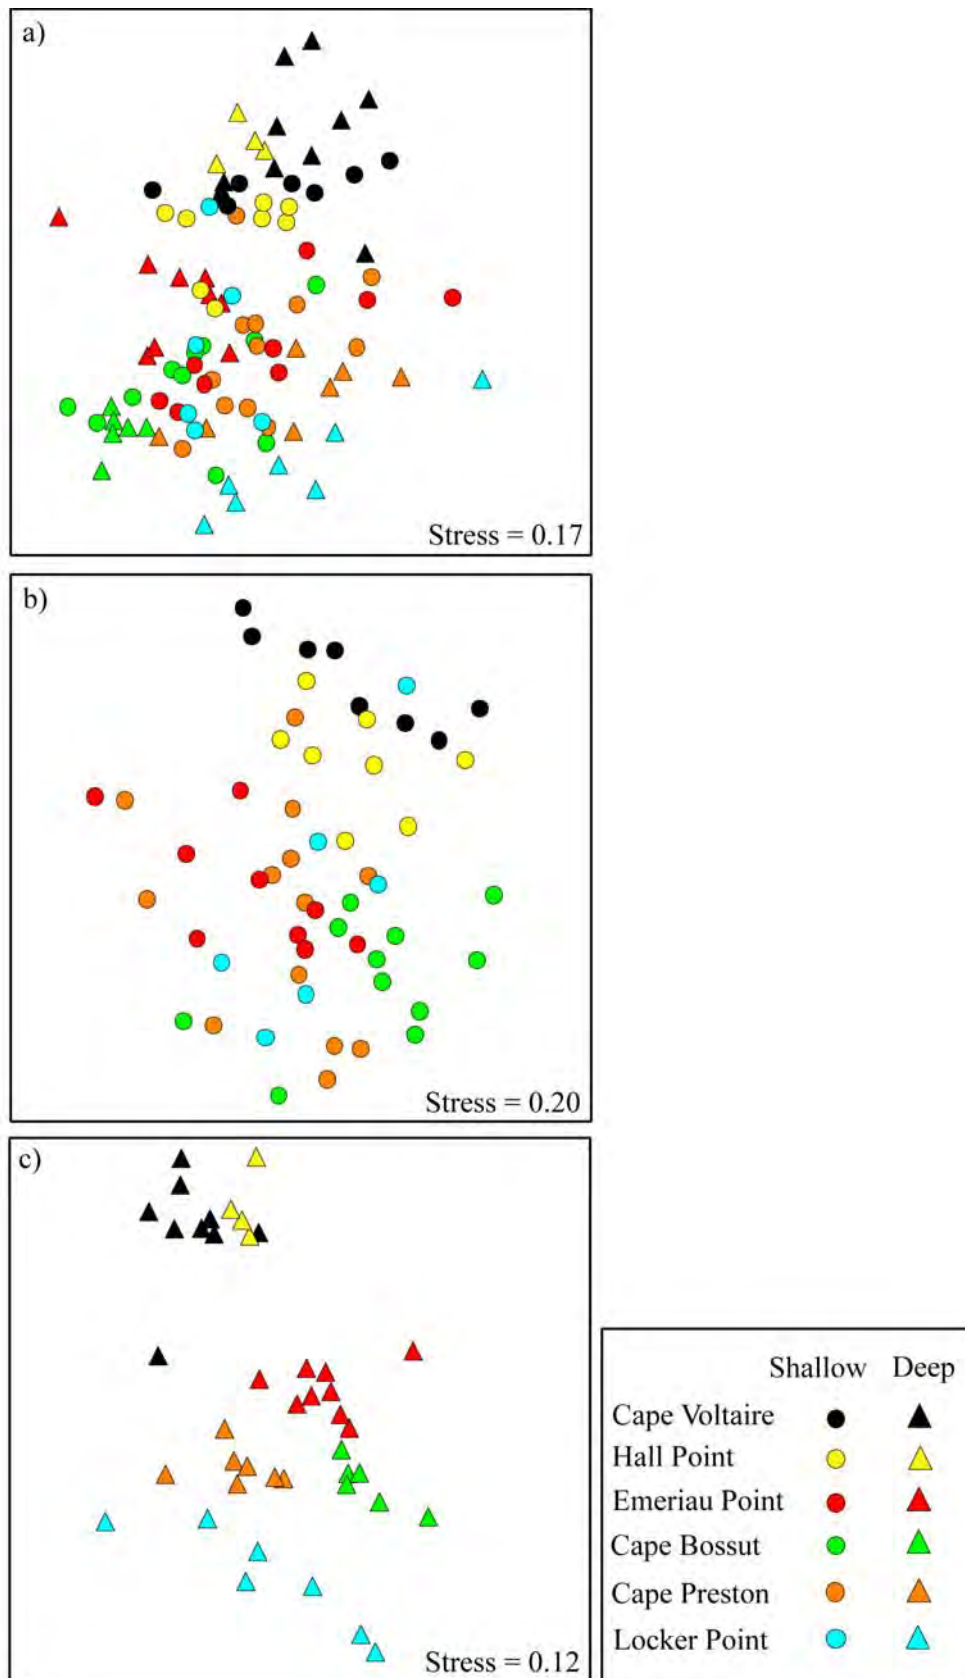 a)
Stress = 0.17
b)
Stress = 0.20
c)
Stress = 0.12
Shallow Deep
Cape Voltaire
Hall Point
Emeriau Point
Cape Bossut
Cape Preston
Locker Point